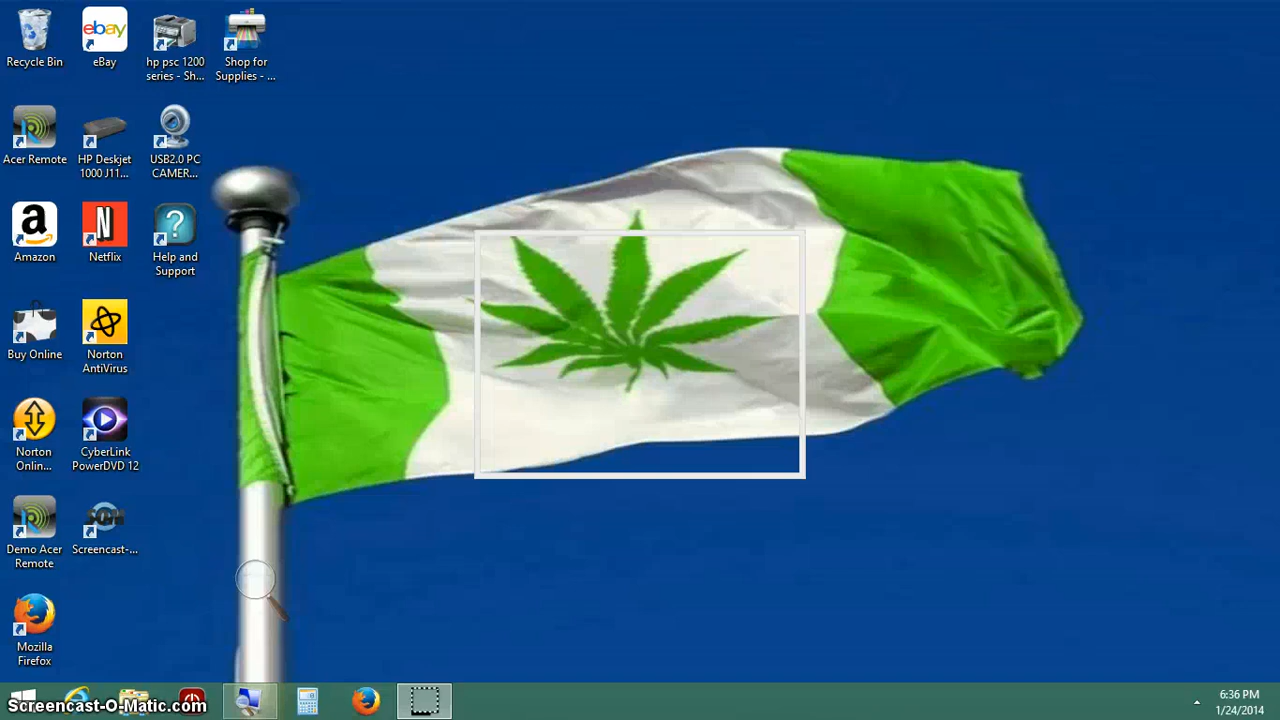 Recycle Bin
ebay
eBay
hp psc 1200
series - Sh...
Shop for
Supplies - ...
Acer Remote
HP Deskjet
1000 J11...
USB2.0 PC
CAMER...
a
Amazon
N
Netflix
?
Help and
Support
Buy Online
Norton
AntiVirus
Norton
Onlin...
CyberLink
PowerDVD 12
Demo Acer
Remote
SOM
Screencast-...
Mozilla
Firefox
Screencast-O-Matic.com
6:36 PM
1/24/2014